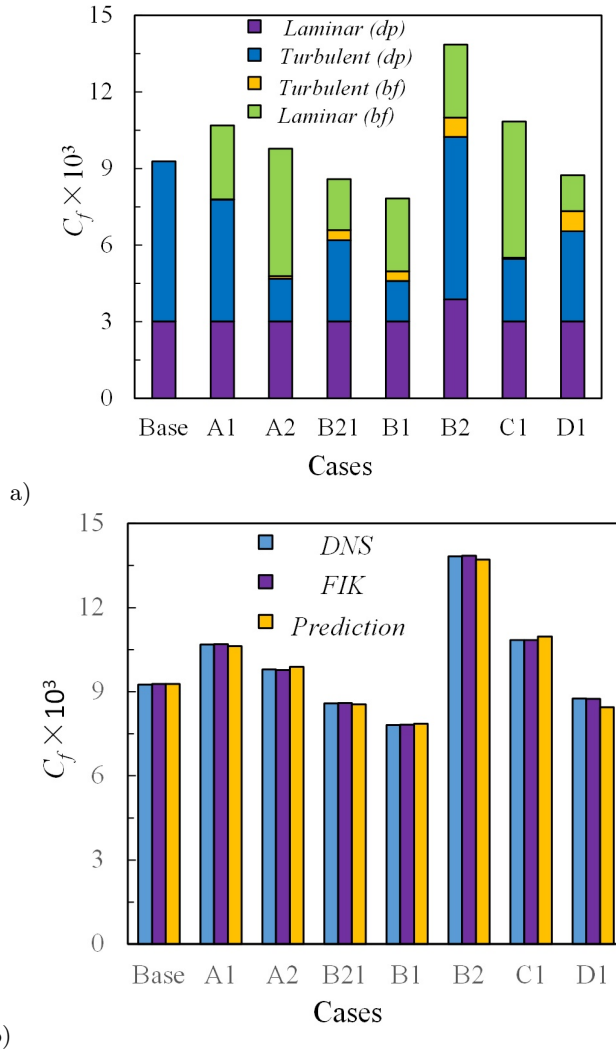 15
Laminar (dp)
Turbulent (dp)
12
Turbulent (bf)
Laminar (bf)
9
C_f × 10³
6
3
0
Base A1 A2 B21 B1 B2 C1 D1
Cases
a)
15
DNS
FIK
12
Prediction
9
C_f × 10³
6
3
0
Base A1 A2 B21 B1 B2 C1 D1
Cases
)